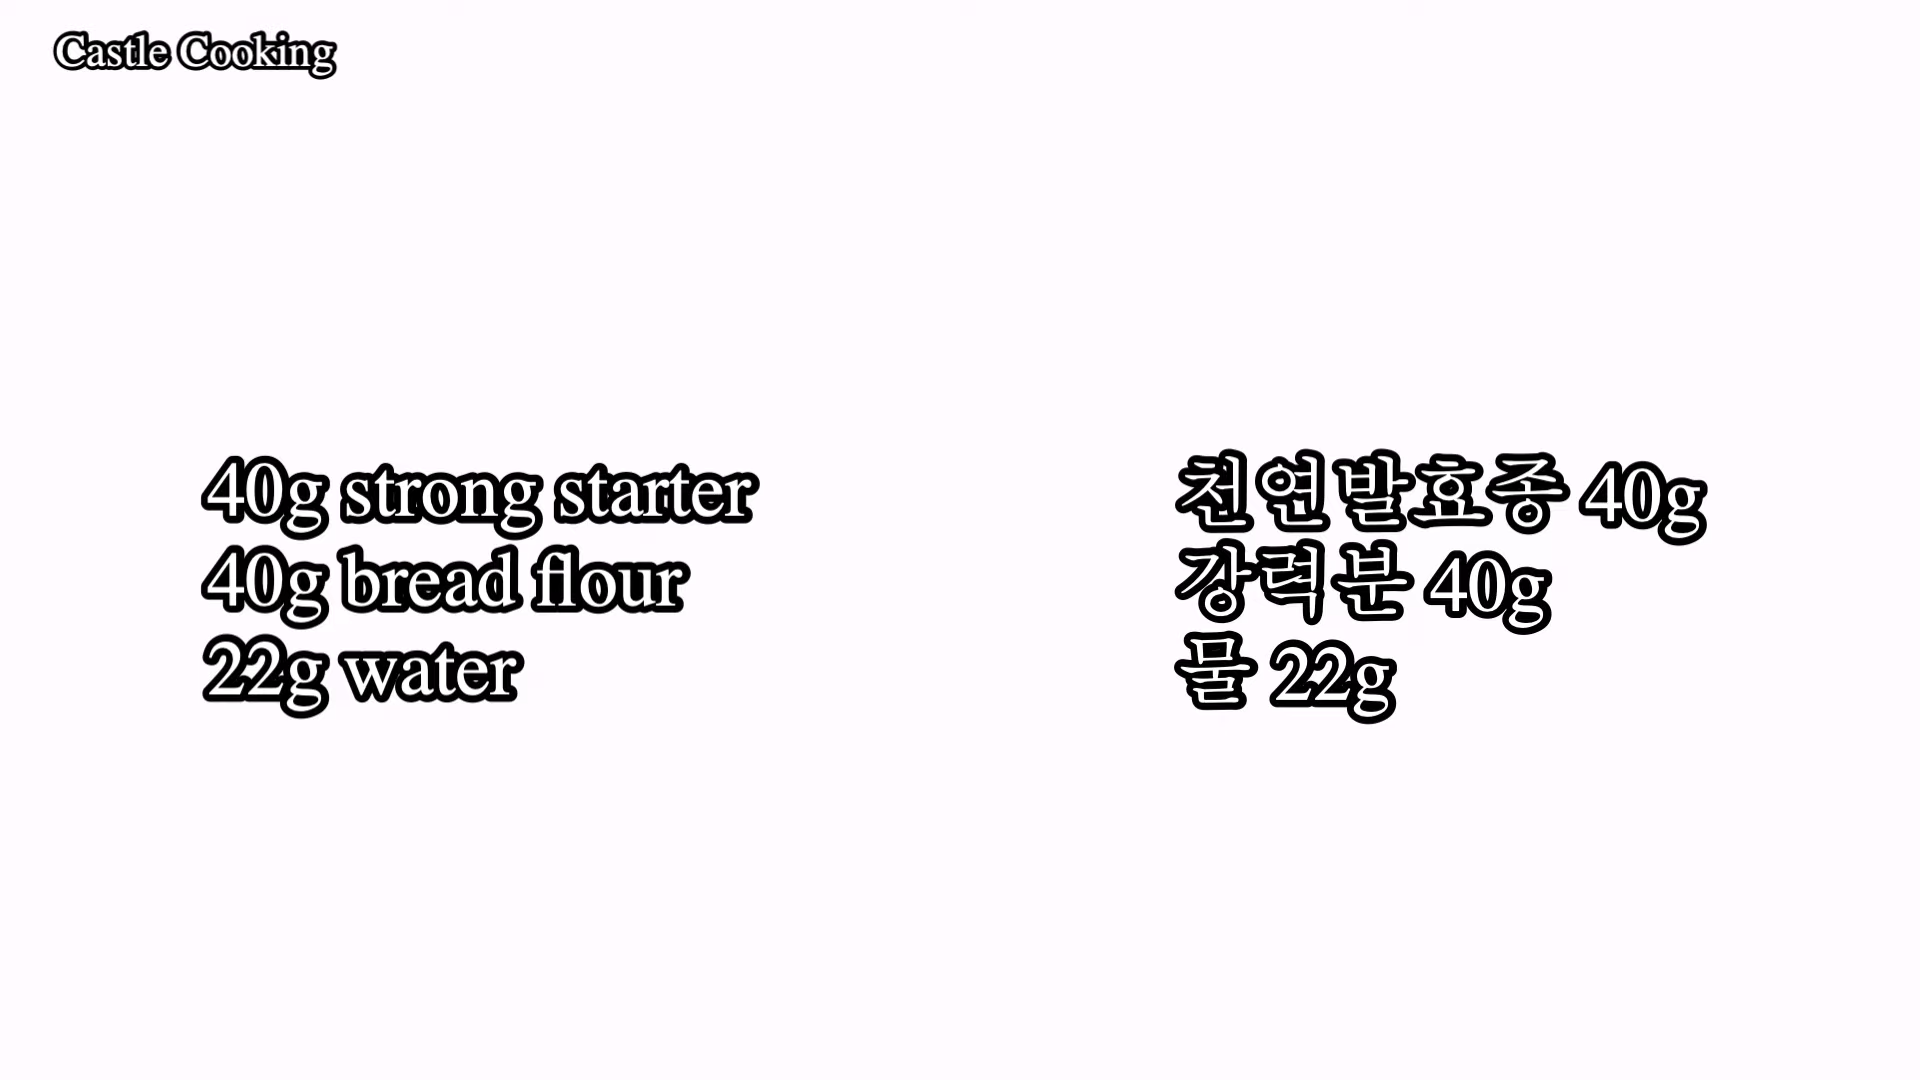 Castle Cooking
40g strong starter
40g bread flour
22g water
천연발효종 40g
강력분 40g
물 22g